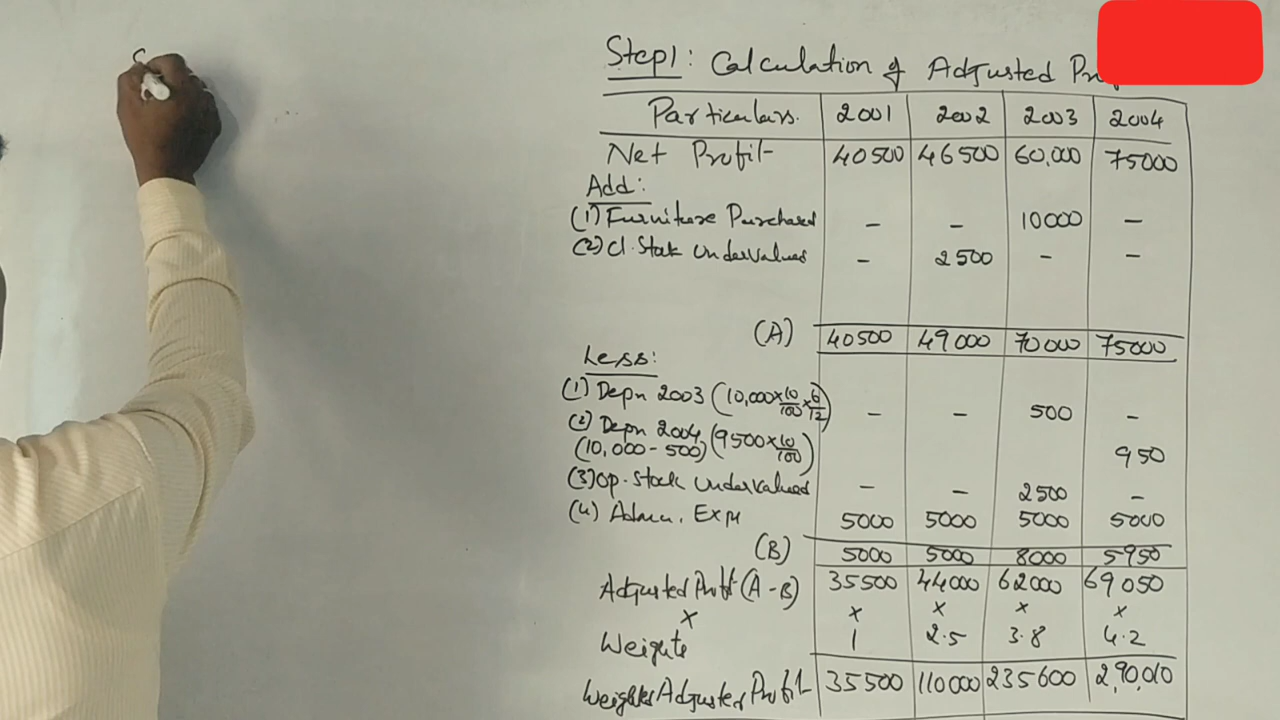 Step1: Calculation of Adjusted
Particulars. 2001 2002 2003 2004
Net Profit 40500 46500 60,000 75000
Add:
(1) Furniture Purchased - - 10000 -
(2) Cl. Stock Undervalued - 2500 - -
(A) 40500 49000 70000 75000
Less:
(1) Depn 2003 (10,000×10/100×6/12) - - 500 -
(2) Depn 2004 (9500×10/100)
(10,000-500) 950
(3) Op. Stock Undervalued - - 2500 -
(4) Admn. Exp 5000 5000 5000 5000
(B) 5000 5000 8000 5950
Adjusted Profit (A-B) 35500 44000 62000 69050
× × × × ×
Weights 1 2.5 3.8 4.2
Weighted Adjusted Profit 35500 110000 235600 2,90,010